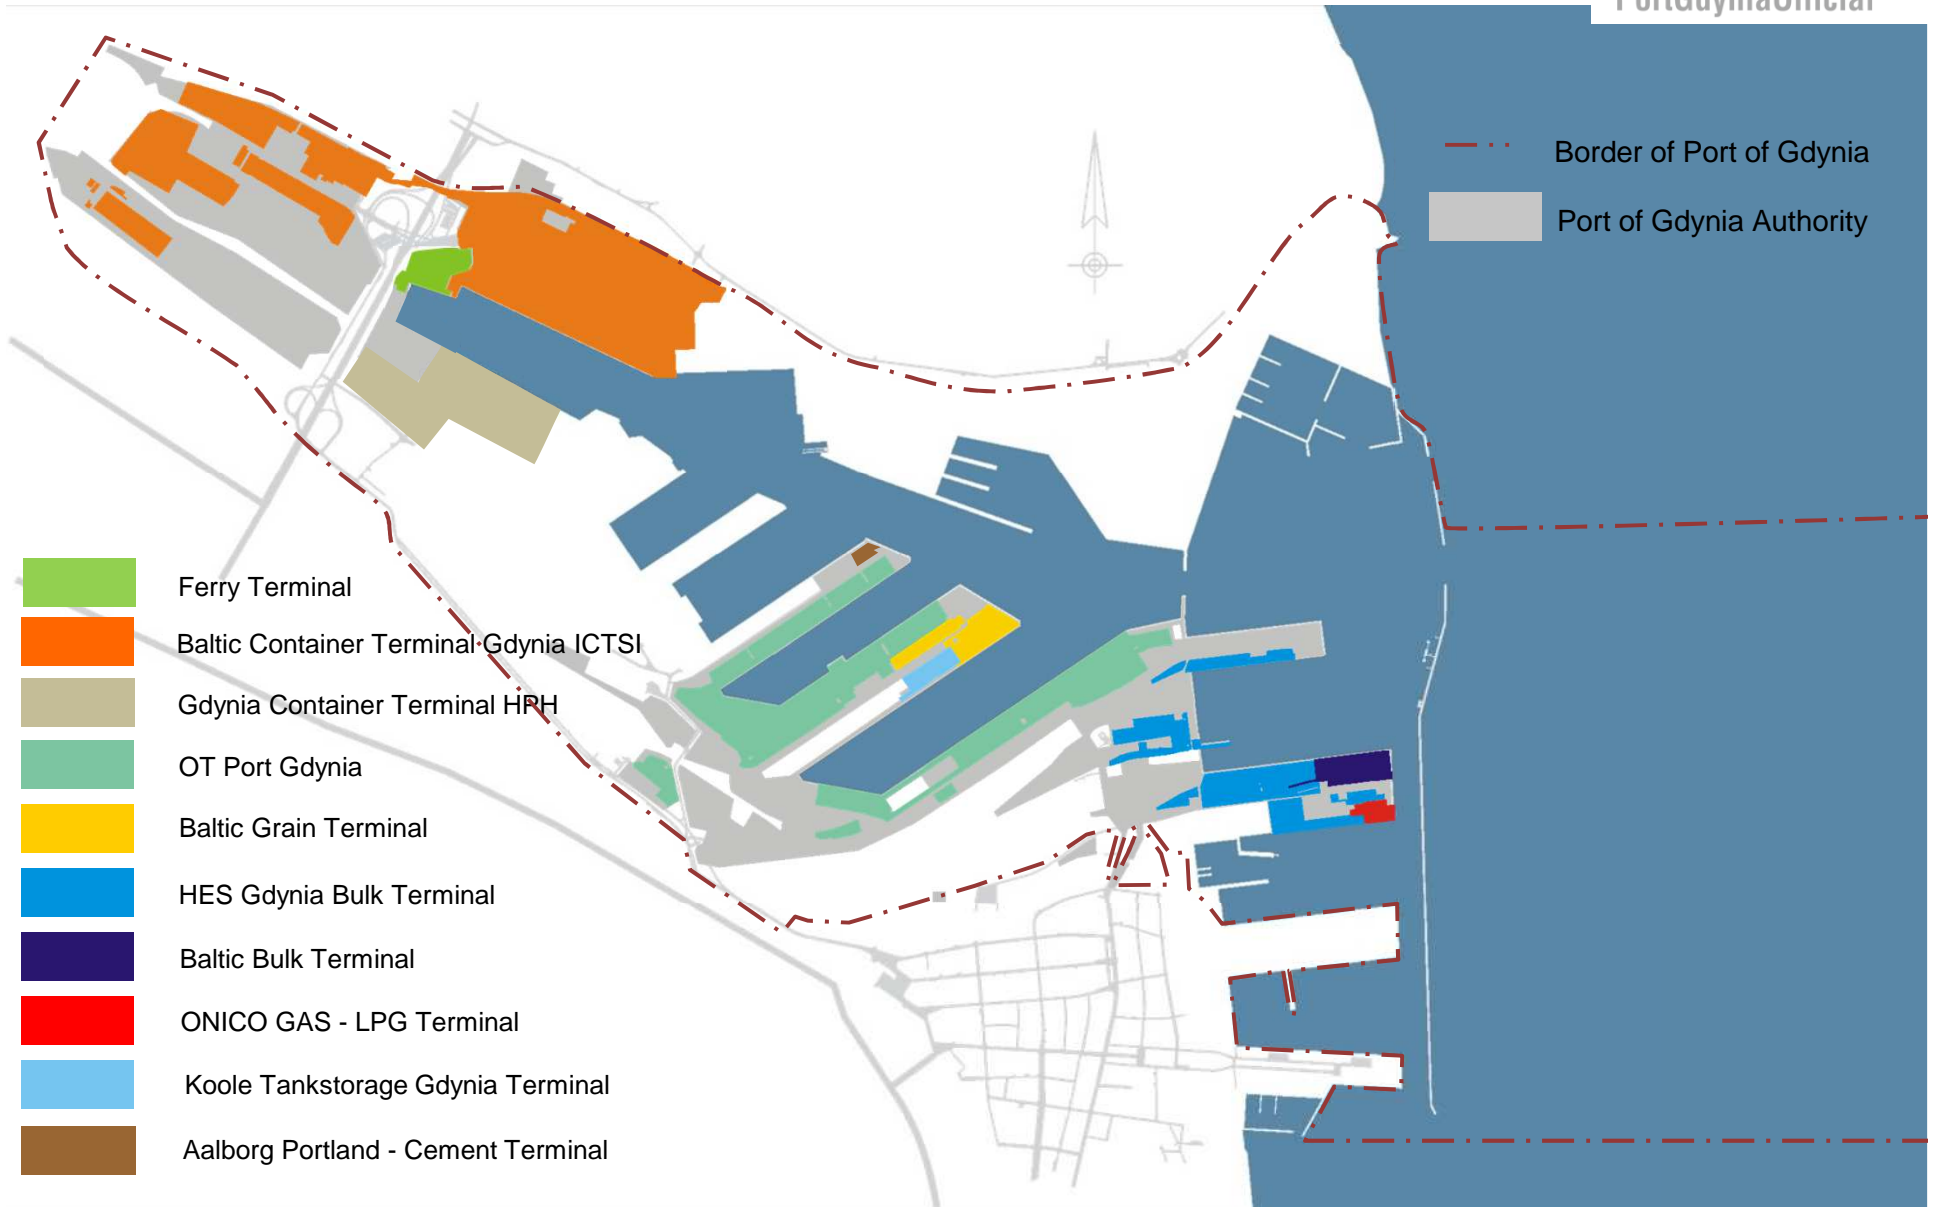 PortGdyniaOfficial
Border of Port of Gdynia
Port of Gdynia Authority
Ferry Terminal
Baltic Container Terminal Gdynia ICTSI
Gdynia Container Terminal HPH
OT Port Gdynia
Baltic Grain Terminal
HES Gdynia Bulk Terminal
Baltic Bulk Terminal
ONICO GAS - LPG Terminal
Koole Tankstorage Gdynia Terminal
Aalborg Portland - Cement Terminal